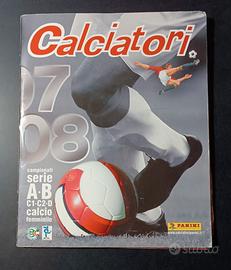 Calciatori
07
08
campionati
serie
A-B
C1-C2-D
calcio
femminile
PANINI
subito